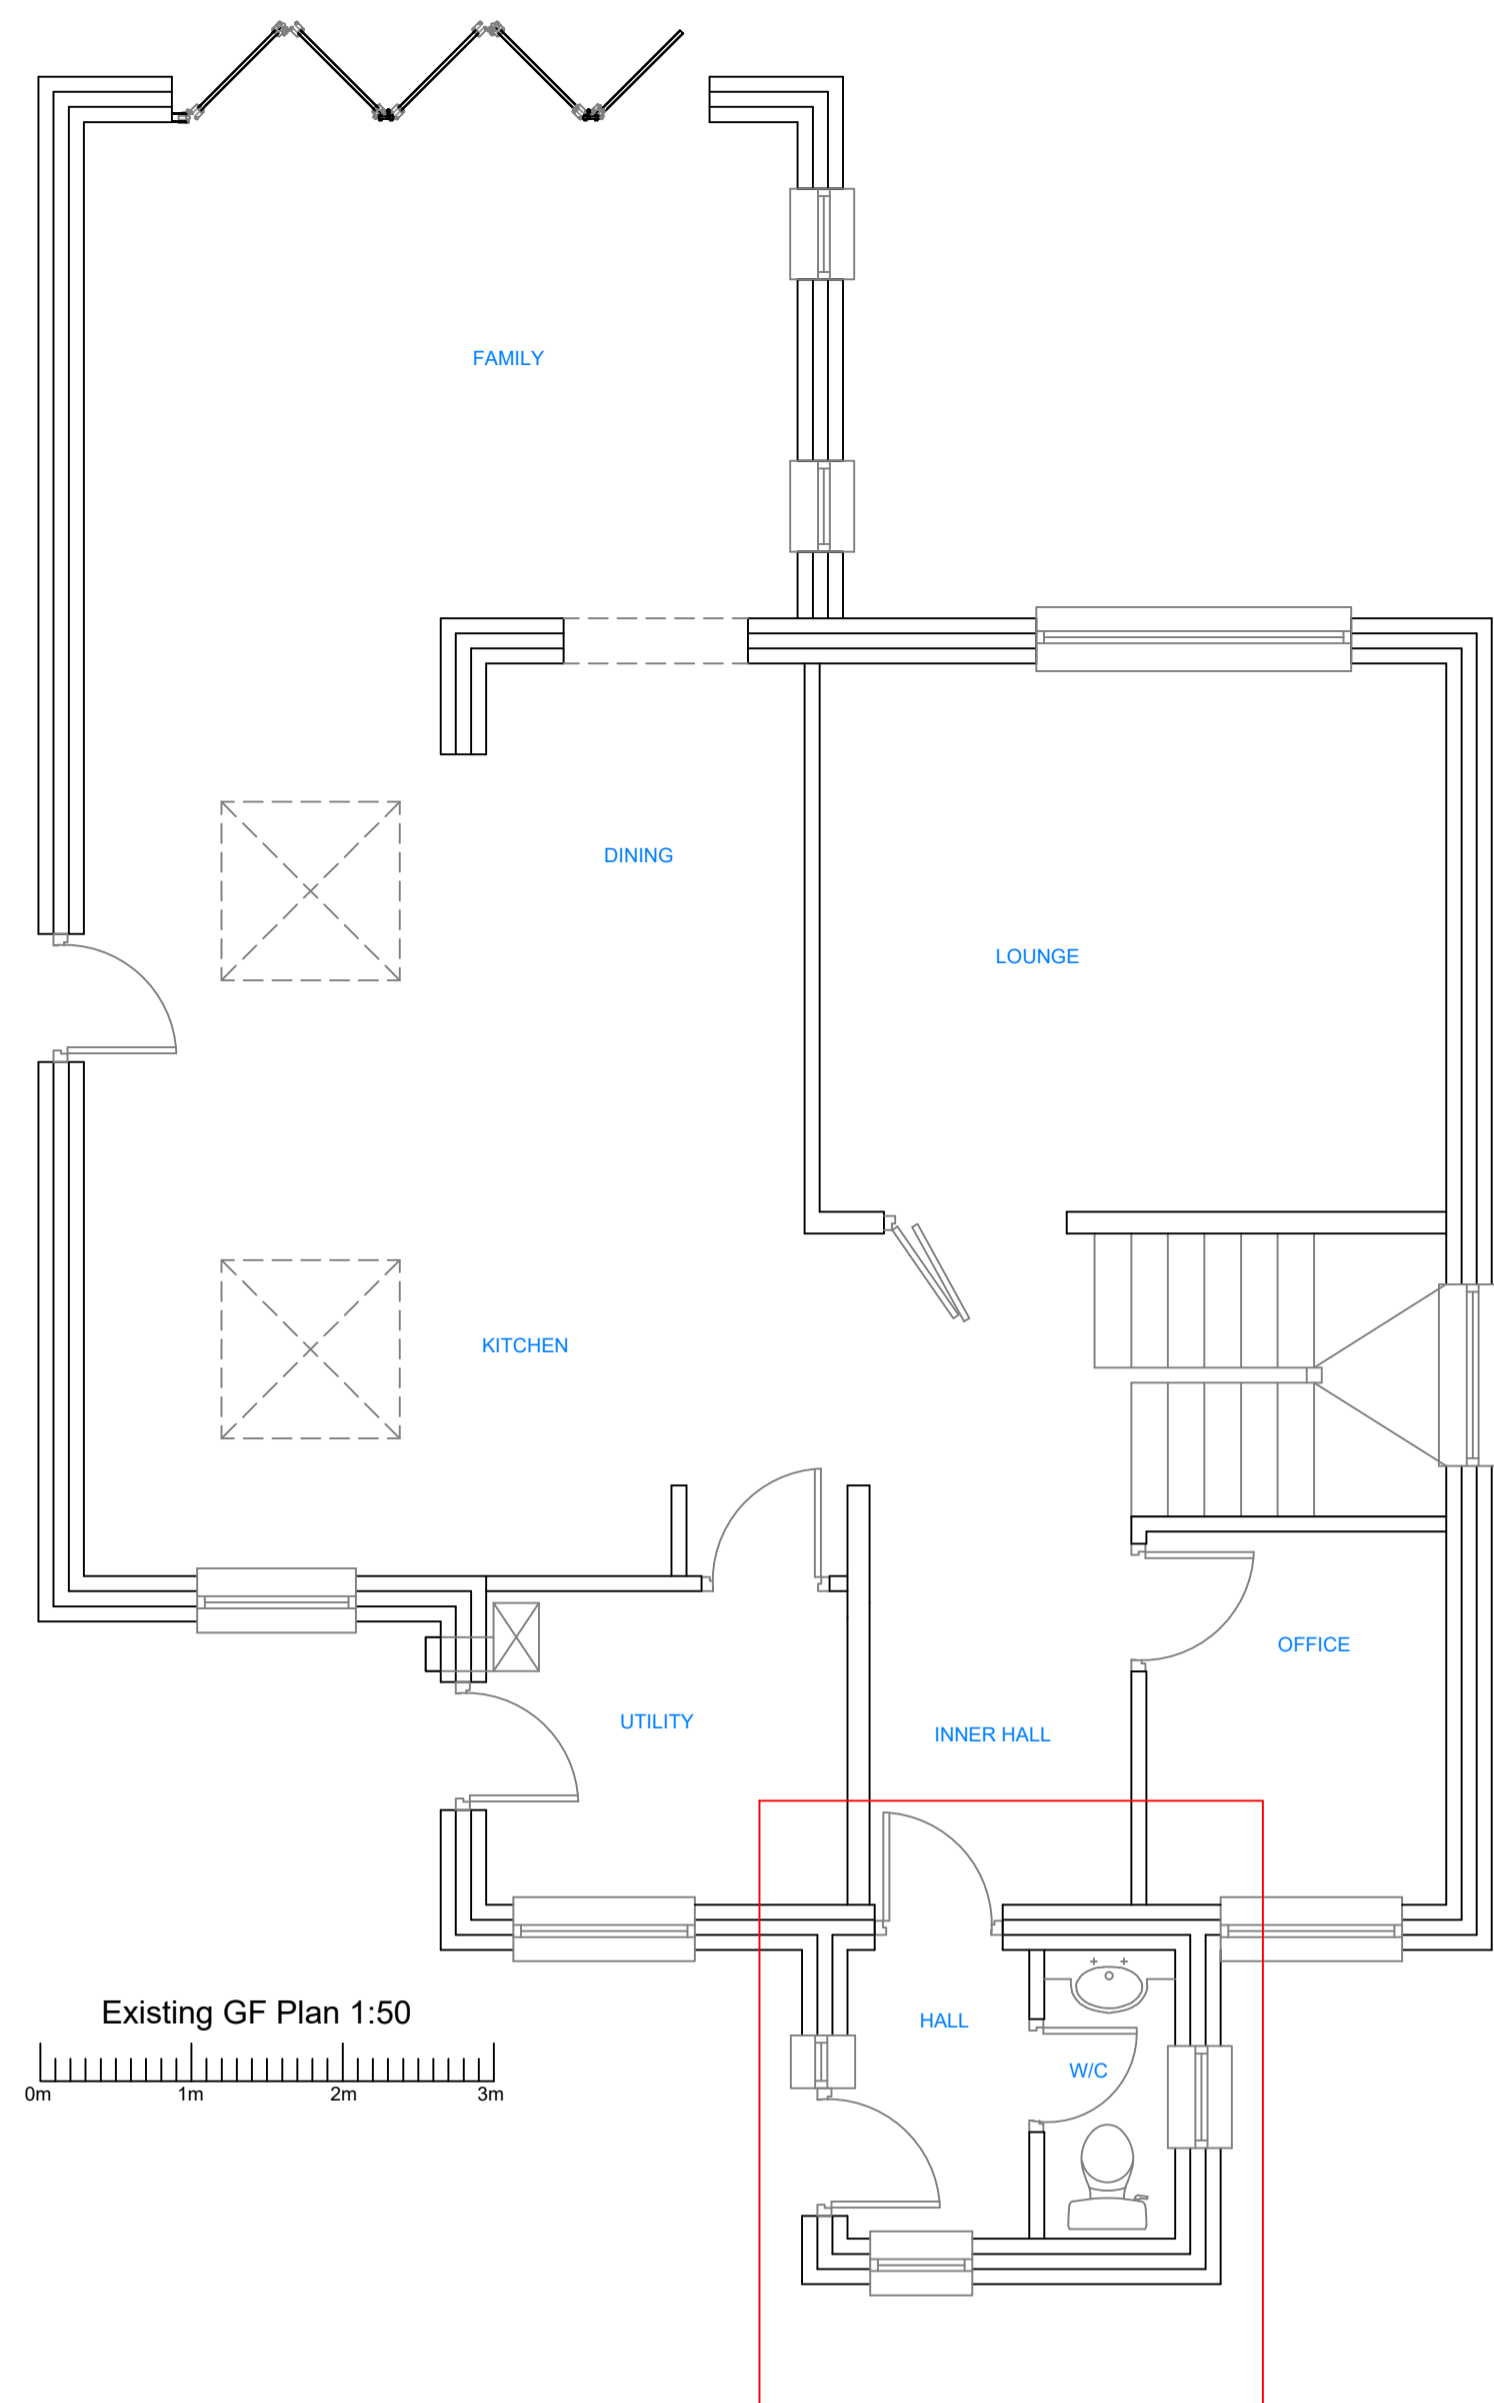 FAMILY
DINING
LOUNGE
KITCHEN
OFFICE
UTILITY
INNER HALL
Existing GF Plan 1:50
HALL
W/C
0m 1m 2m 3m